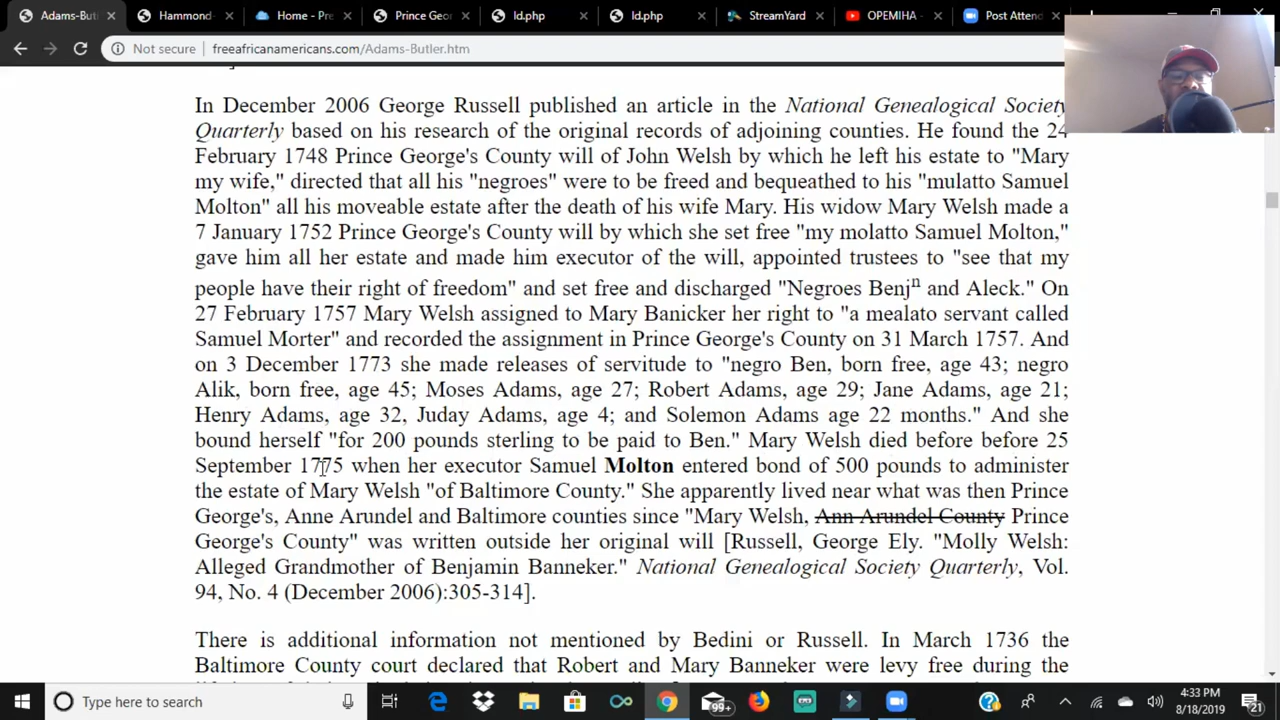 Adams-But
Hammond-
Home - Pre
Prince Geor
ld.php
ld.php
StreamYard
OPEMIHA
Post Attend
Not secure | freeafricanamericans.com/Adams-Butler.htm
In December 2006 George Russell published an article in the National Genealogical Society
Quarterly based on his research of the original records of adjoining counties. He found the 24
February 1748 Prince George's County will of John Welsh by which he left his estate to "Mary
my wife," directed that all his "negroes" were to be freed and bequeathed to his "mulatto Samuel
Molton" all his moveable estate after the death of his wife Mary. His widow Mary Welsh made a
7 January 1752 Prince George's County will by which she set free "my molatto Samuel Molton,"
gave him all her estate and made him executor of the will, appointed trustees to "see that my
people have their right of freedom" and set free and discharged "Negroes Benjn and Aleck." On
27 February 1757 Mary Welsh assigned to Mary Banicker her right to "a mealato servant called
Samuel Morter" and recorded the assignment in Prince George's County on 31 March 1757. And
on 3 December 1773 she made releases of servitude to "negro Ben, born free, age 43; negro
Alik, born free, age 45; Moses Adams, age 27; Robert Adams, age 29; Jane Adams, age 21;
Henry Adams, age 32, Juday Adams, age 4; and Solemon Adams age 22 months." And she
bound herself "for 200 pounds sterling to be paid to Ben." Mary Welsh died before before 25
September 1775 when her executor Samuel Molton entered bond of 500 pounds to administer
the estate of Mary Welsh "of Baltimore County." She apparently lived near what was then Prince
George's, Anne Arundel and Baltimore counties since "Mary Welsh, Ann Arundel County Prince
George's County" was written outside her original will [Russell, George Ely. "Molly Welsh:
Alleged Grandmother of Benjamin Banneker." National Genealogical Society Quarterly, Vol.
94, No. 4 (December 2006):305-314].
There is additional information not mentioned by Bedini or Russell. In March 1736 the
Baltimore County court declared that Robert and Mary Banneker were levy free during the
Type here to search
99+
4:33 PM
8/18/2019
21